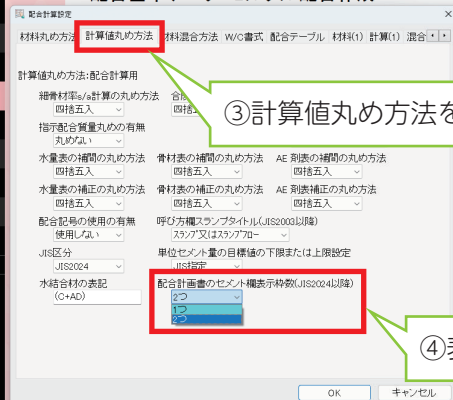 配合計算設定
材料丸め方法 計算値丸め方法 材料混合方法 W/C書式 配合テーブル 材料(1) 計算(1) 混合
計算値丸め方法:配合計算用
細骨材率s/a計算の丸め方法
四捨五入
③計算値丸め方法を
指示配合質量丸めの有無
丸めない
水量表の補間の丸め方法 骨材表の補間の丸め方法 AE 剤表の補間の丸め方法
四捨五入 四捨五入 四捨五入
水量表の補正の丸め方法 骨材表の補正の丸め方法 AE 剤表補正の丸め方法
四捨五入 四捨五入 四捨五入
配合記号の使用の有無 呼び方欄スランプタイトル(JIS2003以降)
使用しない スランプ又はスランプフロー
JIS区分 単位セメント量の目標値の下限または上限設定
JIS2024 JIS指定
水結合材の表記 配合計画書のセメント欄表示枠数(JIS2024以降)
(C+AD) 2つ
1つ
2つ
④表
OK キャンセル